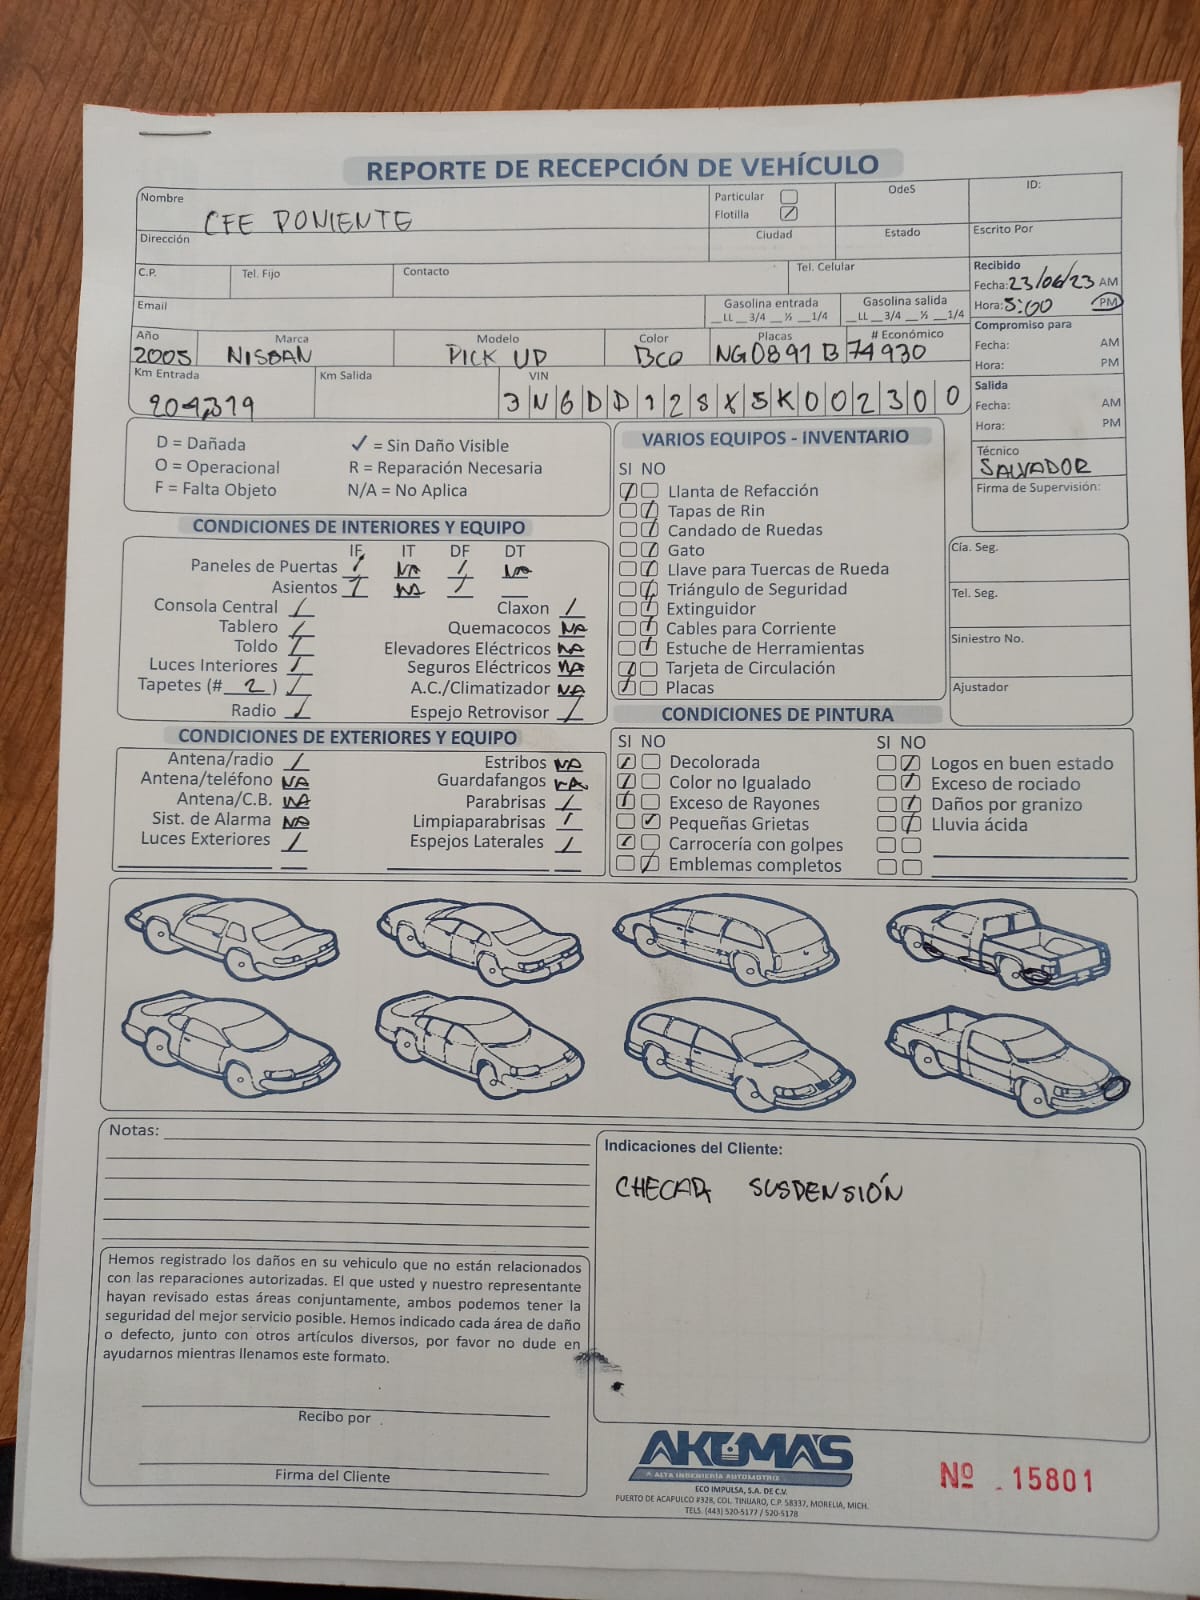 REPORTE DE RECEPCIÓN DE VEHÍCULO
Nombre CFE PONIENTE
Particular
Flotilla
OdeS
ID:
Dirección
Ciudad
Estado
Escrito Por
C.P.
Tel. Fijo
Contacto
Tel. Celular
Recibido
Fecha: 23/06/23 AM
Hora: 5:00 PM
Email
Gasolina entrada
__LL __3/4 __½ __1/4
Gasolina salida
__LL __3/4 __½ __1/4
Compromiso para
Fecha: AM
Hora: PM
Año Marca Modelo Color Placas # Económico
2005 NISSAN PICK UP BCO NG0891B 74930
Km Entrada Km Salida VIN
204,319 3N6DD12SX5K002300
Salida
Fecha: AM
Hora: PM
Técnico
SALVADOR
Firma de Supervisión:
D = Dañada ✓ = Sin Daño Visible
O = Operacional R = Reparación Necesaria
F = Falta Objeto N/A = No Aplica
CONDICIONES DE INTERIORES Y EQUIPO
IF IT DF DT
Paneles de Puertas / NA / NA
Asientos / NA /
Consola Central /
Tablero /
Toldo /
Luces Interiores /
Tapetes (# 2 ) /
Radio /
Claxon /
Quemacocos NA
Elevadores Eléctricos NA
Seguros Eléctricos NA
A.C./Climatizador NA
Espejo Retrovisor /
CONDICIONES DE EXTERIORES Y EQUIPO
Antena/radio /
Antena/teléfono NA
Antena/C.B. NA
Sist. de Alarma NA
Luces Exteriores /
Estribos NA
Guardafangos NA
Parabrisas /
Limpiaparabrisas /
Espejos Laterales /
VARIOS EQUIPOS - INVENTARIO
SI NO
Llanta de Refacción
Tapas de Rin
Candado de Ruedas
Gato
Llave para Tuercas de Rueda
Triángulo de Seguridad
Extinguidor
Cables para Corriente
Estuche de Herramientas
Tarjeta de Circulación
Placas
Cía. Seg.
Tel. Seg.
Siniestro No.
Ajustador
CONDICIONES DE PINTURA
SI NO
Decolorada
Color no Igualado
Exceso de Rayones
Pequeñas Grietas
Carrocería con golpes
Emblemas completos
SI NO
Logos en buen estado
Exceso de rociado
Daños por granizo
Lluvia ácida
Notas:
Indicaciones del Cliente:
CHECAR SUSPENSIÓN
Hemos registrado los daños en su vehiculo que no están relacionados
con las reparaciones autorizadas. El que usted y nuestro representante
hayan revisado estas áreas conjuntamente, ambos podemos tener la
seguridad del mejor servicio posible. Hemos indicado cada área de daño
o defecto, junto con otros artículos diversos, por favor no dude en
ayudarnos mientras llenamos este formato.
Recibo por
Firma del Cliente
AKUMA'S
ALTA INGENIERÍA AUTOMOTRIZ
ECO IMPULSA, S.A. DE C.V.
PUERTO DE ACAPULCO #328, COL. TINIJARO, C.P. 58337, MORELIA, MICH.
TELS. (443) 520-5177 / 520-5178
Nº 15801